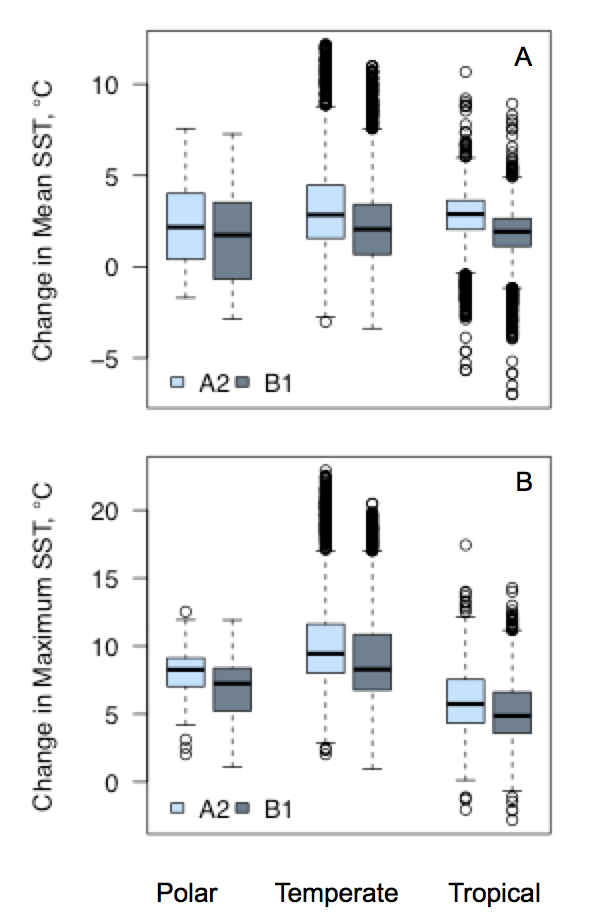 A
Change in Mean SST, °C
10
5
0
−5
A2 B1
B
Change in Maximum SST, °C
20
15
10
5
0
A2 B1
Polar Temperate Tropical